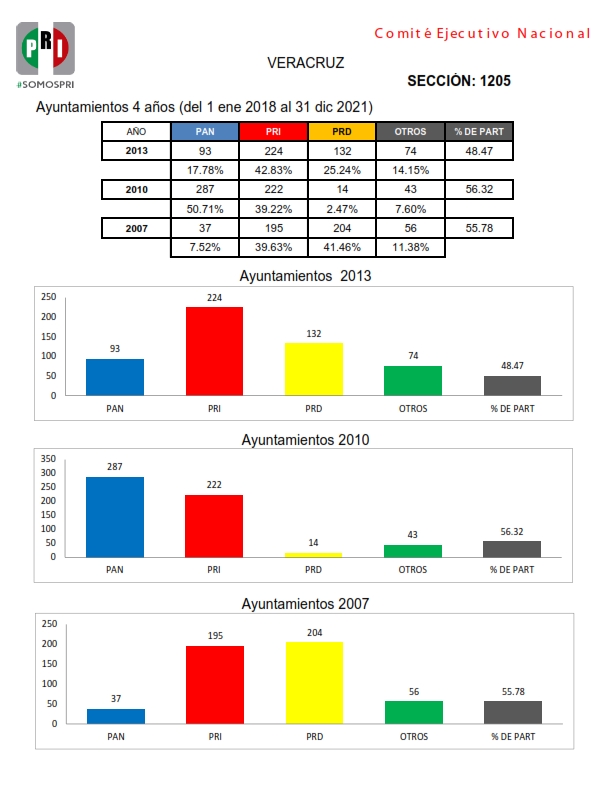 Comité Ejecutivo Nacional
PRI
#SOMOSPRI
VERACRUZ
SECCIÓN: 1205
Ayuntamientos 4 años (del 1 ene 2018 al 31 dic 2021)
AÑO PAN PRI PRD OTROS % DE PART
2013 93 224 132 74 48.47
17.78% 42.83% 25.24% 14.15%
2010 287 222 14 43 56.32
50.71% 39.22% 2.47% 7.60%
2007 37 195 204 56 55.78
7.52% 39.63% 41.46% 11.38%
Ayuntamientos 2013
250
200
150
100
50
0
93 224 132 74 48.47
PAN PRI PRD OTROS % DE PART
Ayuntamientos 2010
350
300
250
200
150
100
50
0
287 222 14 43 56.32
PAN PRI PRD OTROS % DE PART
Ayuntamientos 2007
250
200
150
100
50
0
37 195 204 56 55.78
PAN PRI PRD OTROS % DE PART